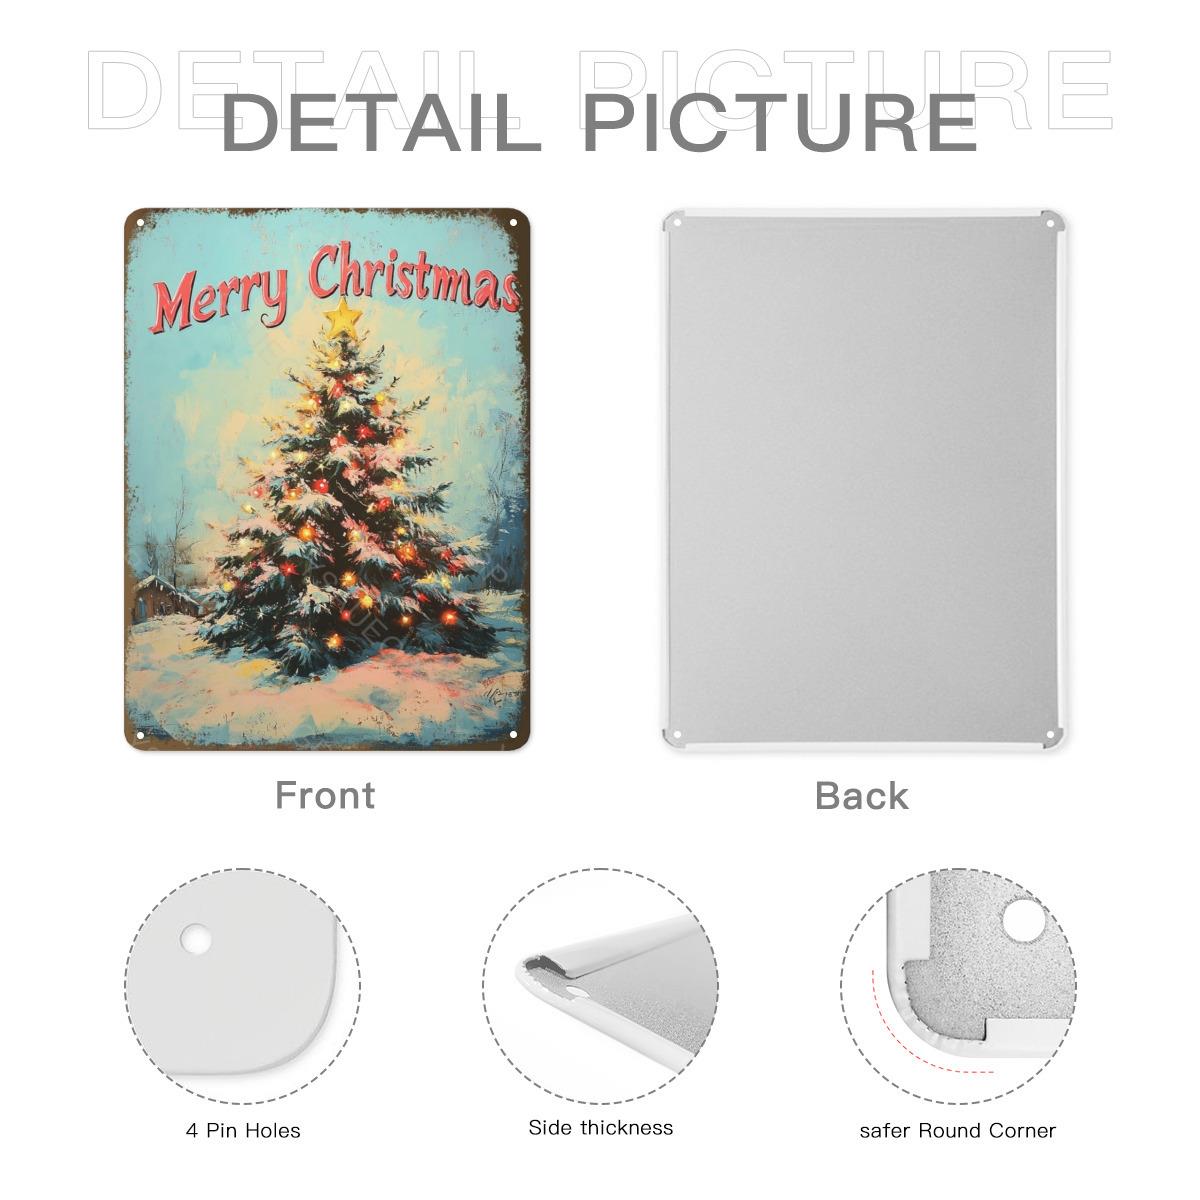 DETAIL PICTURE
DETAIL PICTURE
Merry Christmas
Front
Back
4 Pin Holes
Side thickness
safer Round Corner